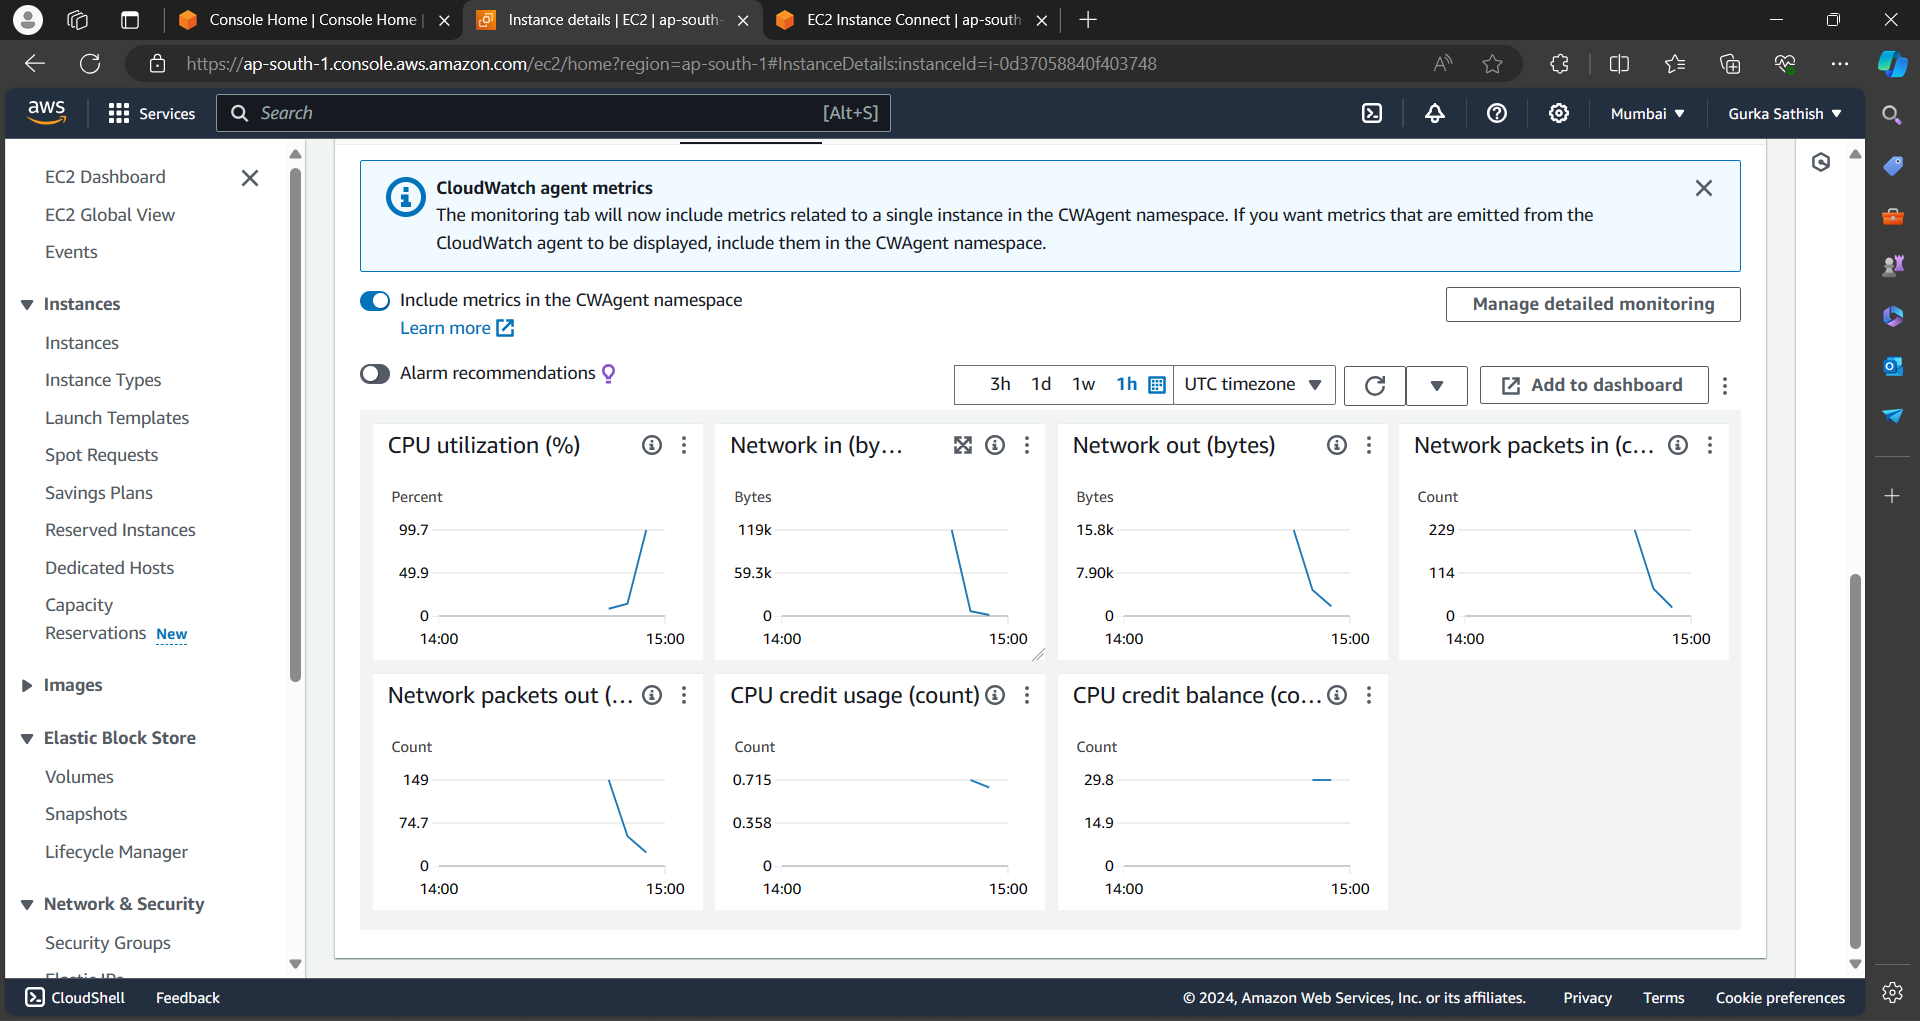 Console Home | Console Home |
Instance details | EC2 | ap-south-
EC2 Instance Connect | ap-south
https://ap-south-1.console.aws.amazon.com/ec2/home?region=ap-south-1#InstanceDetails:instanceId=i-0d37058840f403748
aws
Services
Search
[Alt+S]
Mumbai
Gurka Sathish
EC2 Dashboard
EC2 Global View
Events
Instances
Instances
Instance Types
Launch Templates
Spot Requests
Savings Plans
Reserved Instances
Dedicated Hosts
Capacity
Reservations New
Images
Elastic Block Store
Volumes
Snapshots
Lifecycle Manager
Network & Security
Security Groups
Elastic IPs
CloudWatch agent metrics
The monitoring tab will now include metrics related to a single instance in the CWAgent namespace. If you want metrics that are emitted from the
CloudWatch agent to be displayed, include them in the CWAgent namespace.
Include metrics in the CWAgent namespace
Learn more
Manage detailed monitoring
Alarm recommendations
3h 1d 1w 1h
UTC timezone
Add to dashboard
CPU utilization (%)
Percent
99.7
49.9
0
14:00 15:00
Network in (by...
Bytes
119k
59.3k
0
14:00 15:00
Network out (bytes)
Bytes
15.8k
7.90k
0
14:00 15:00
Network packets in (c...
Count
229
114
0
14:00 15:00
Network packets out (...
Count
149
74.7
0
14:00 15:00
CPU credit usage (count)
Count
0.715
0.358
0
14:00 15:00
CPU credit balance (co...
Count
29.8
14.9
0
14:00 15:00
CloudShell
Feedback
© 2024, Amazon Web Services, Inc. or its affiliates.
Privacy
Terms
Cookie preferences